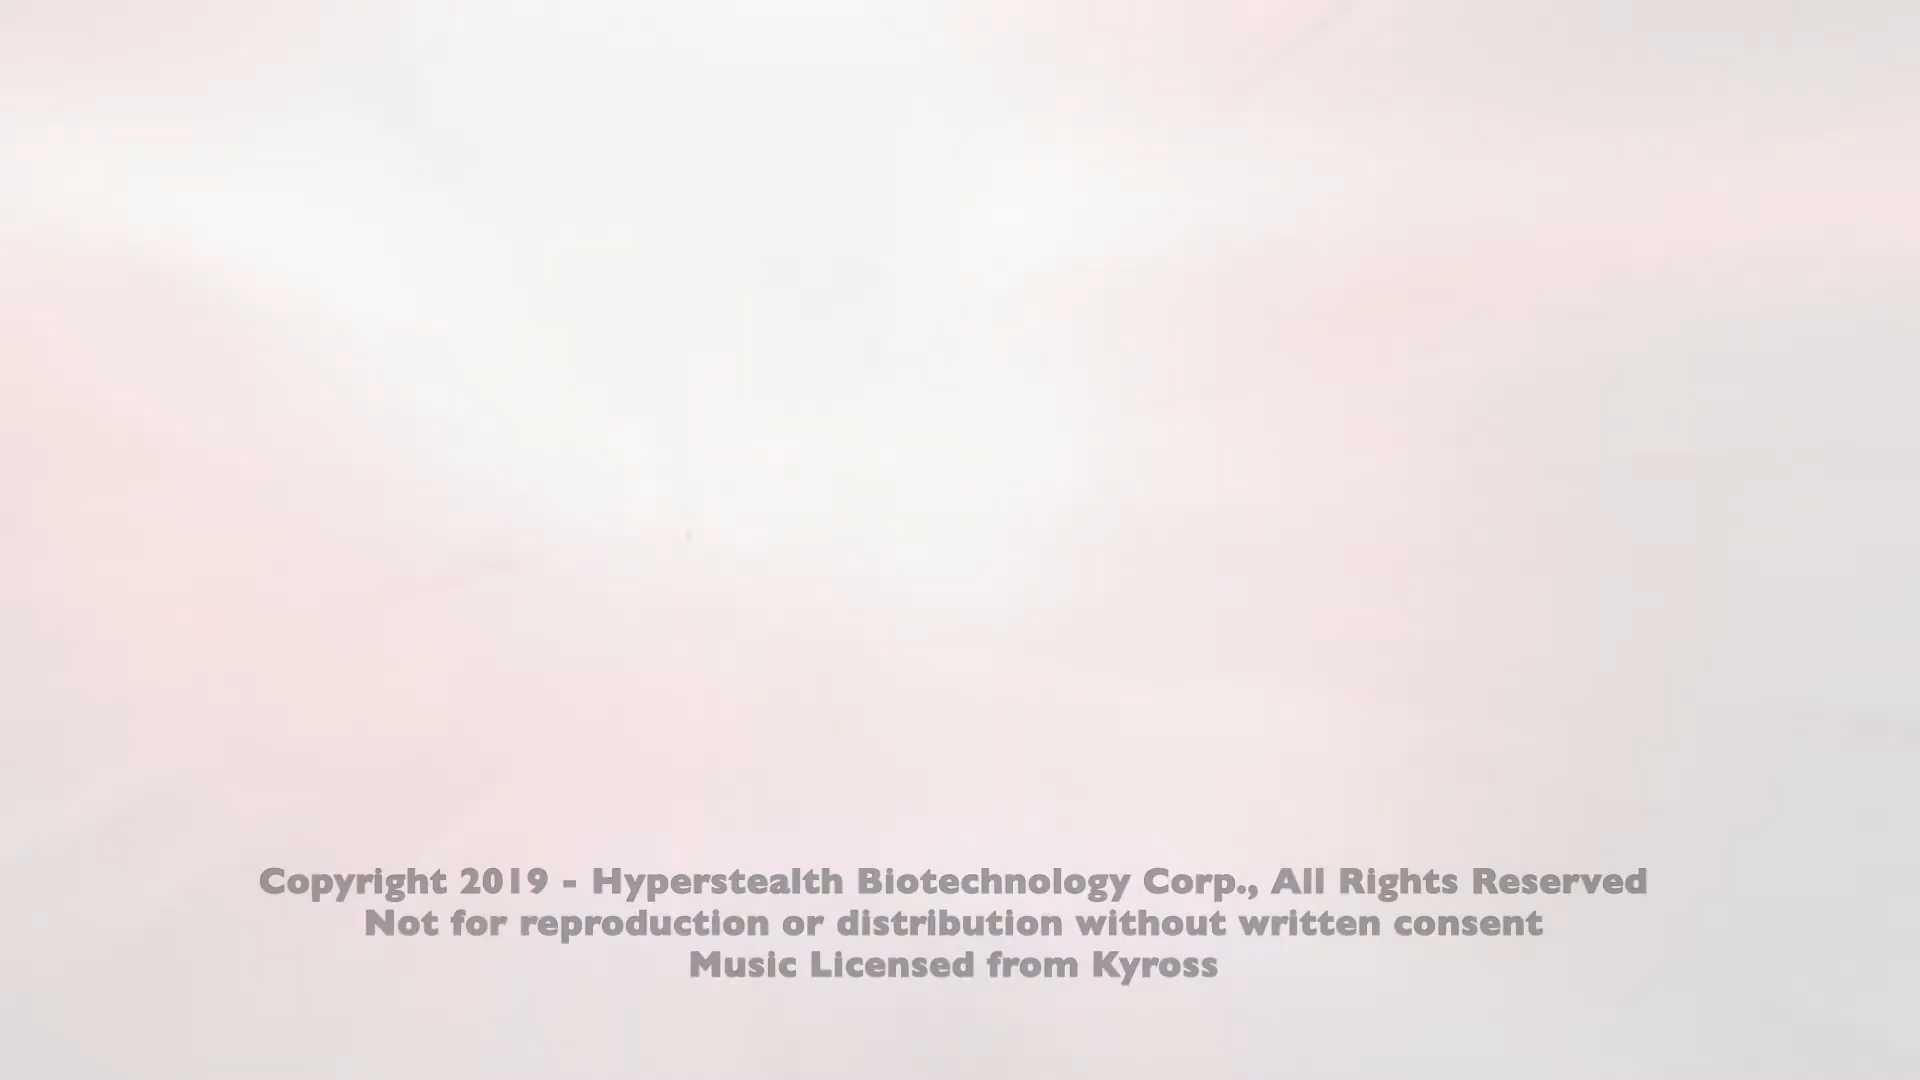 Copyright 2019 - Hyperstealth Biotechnology Corp., All Rights Reserved
Not for reproduction or distribution without written consent
Music Licensed from Kyross